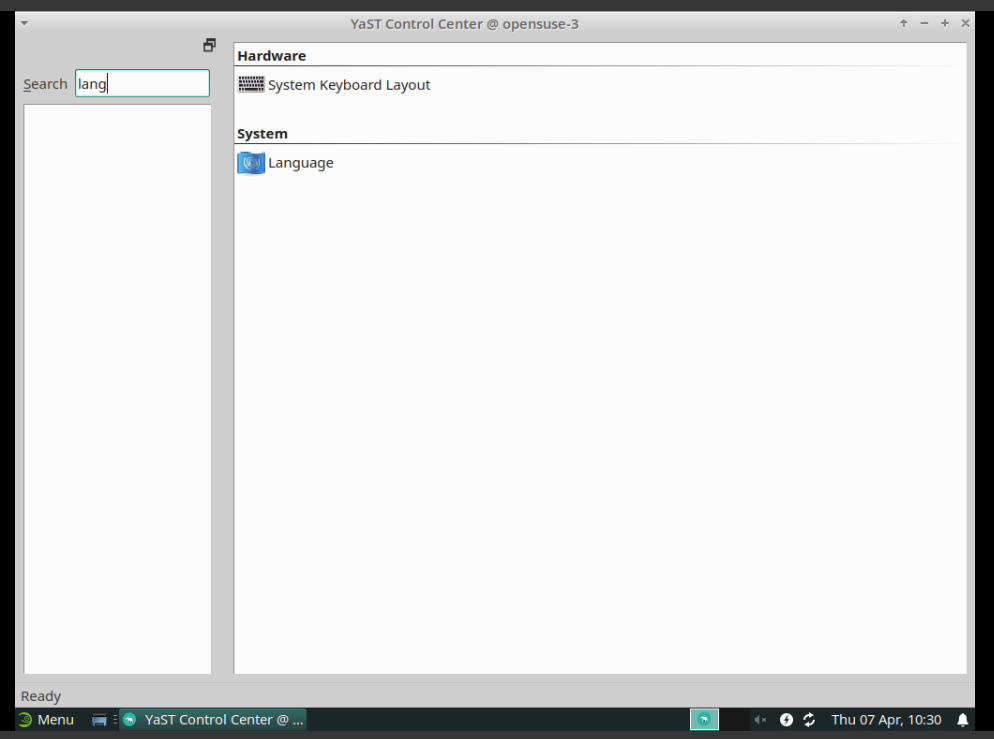 YaST Control Center @ opensuse-3
Search lang
Hardware
System Keyboard Layout
System
Language
Ready
Menu YaST Control Center @ ... Thu 07 Apr, 10:30